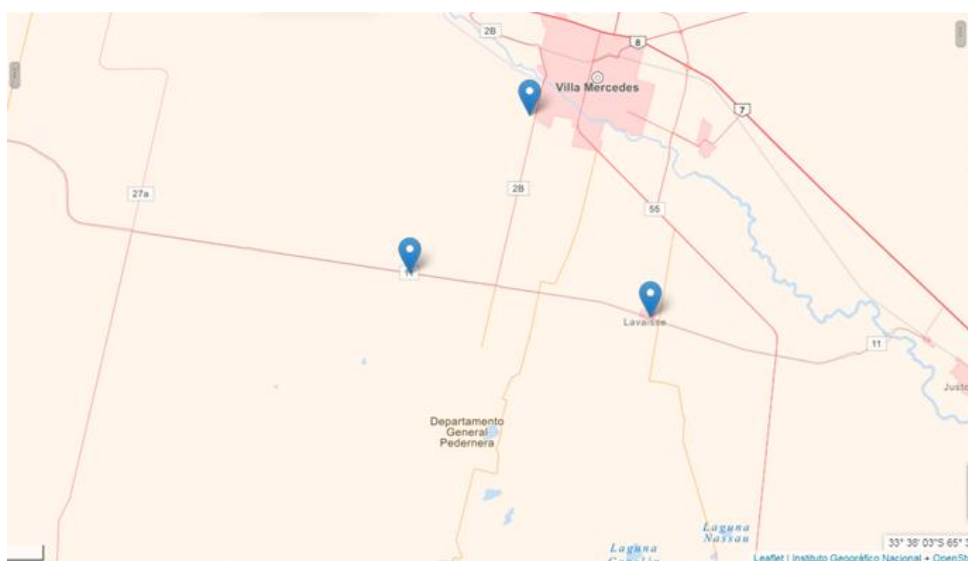 2B
8
Villa Mercedes
7
27a
2B
55
Lavaisse
11
Justo
Departamento
General
Pedernera
Laguna
Nassau
Laguna
33° 38' 03"S 65° 3
Leaflet | Instituto Geográfico Nacional + OpenSt